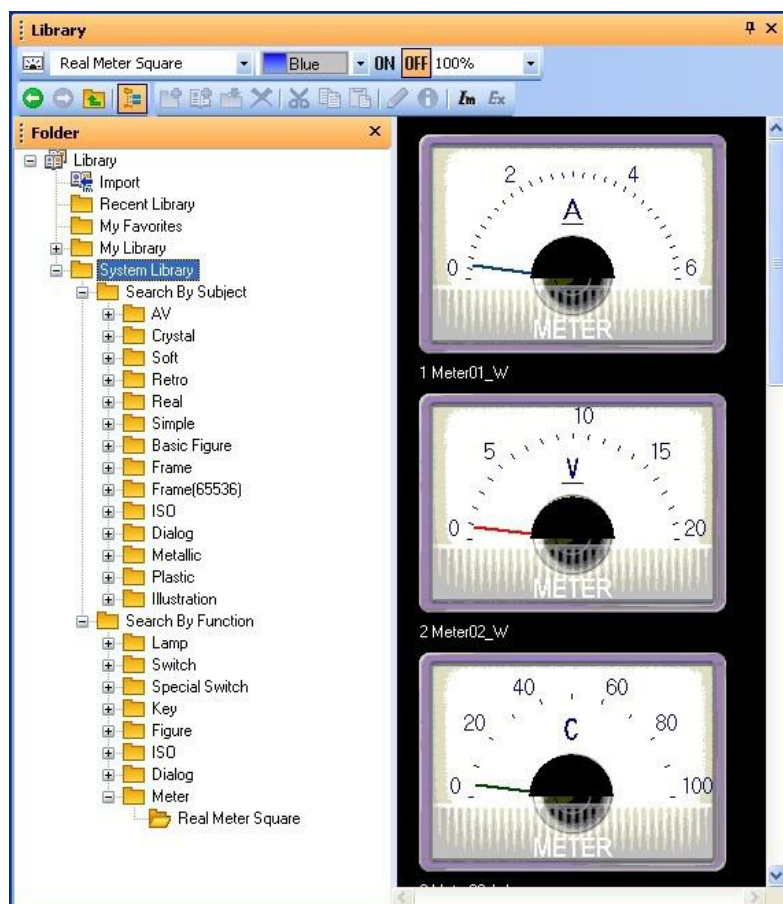 Library
Real Meter Square Blue ON OFF 100%
Im Ex
Folder
Library
Import
Recent Library
My Favorites
My Library
System Library
Search By Subject
AV
Crystal
Soft
Retro
Real
Simple
Basic Figure
Frame
Frame(65536)
ISO
Dialog
Metallic
Plastic
Illustration
Search By Function
Lamp
Switch
Special Switch
Key
Figure
ISO
Dialog
Meter
Real Meter Square
2 4
A
0 6
METER
1 Meter01_W
10
5 15
V
0 20
METER
2 Meter02_W
40 60
20 80
C
0 100
METER